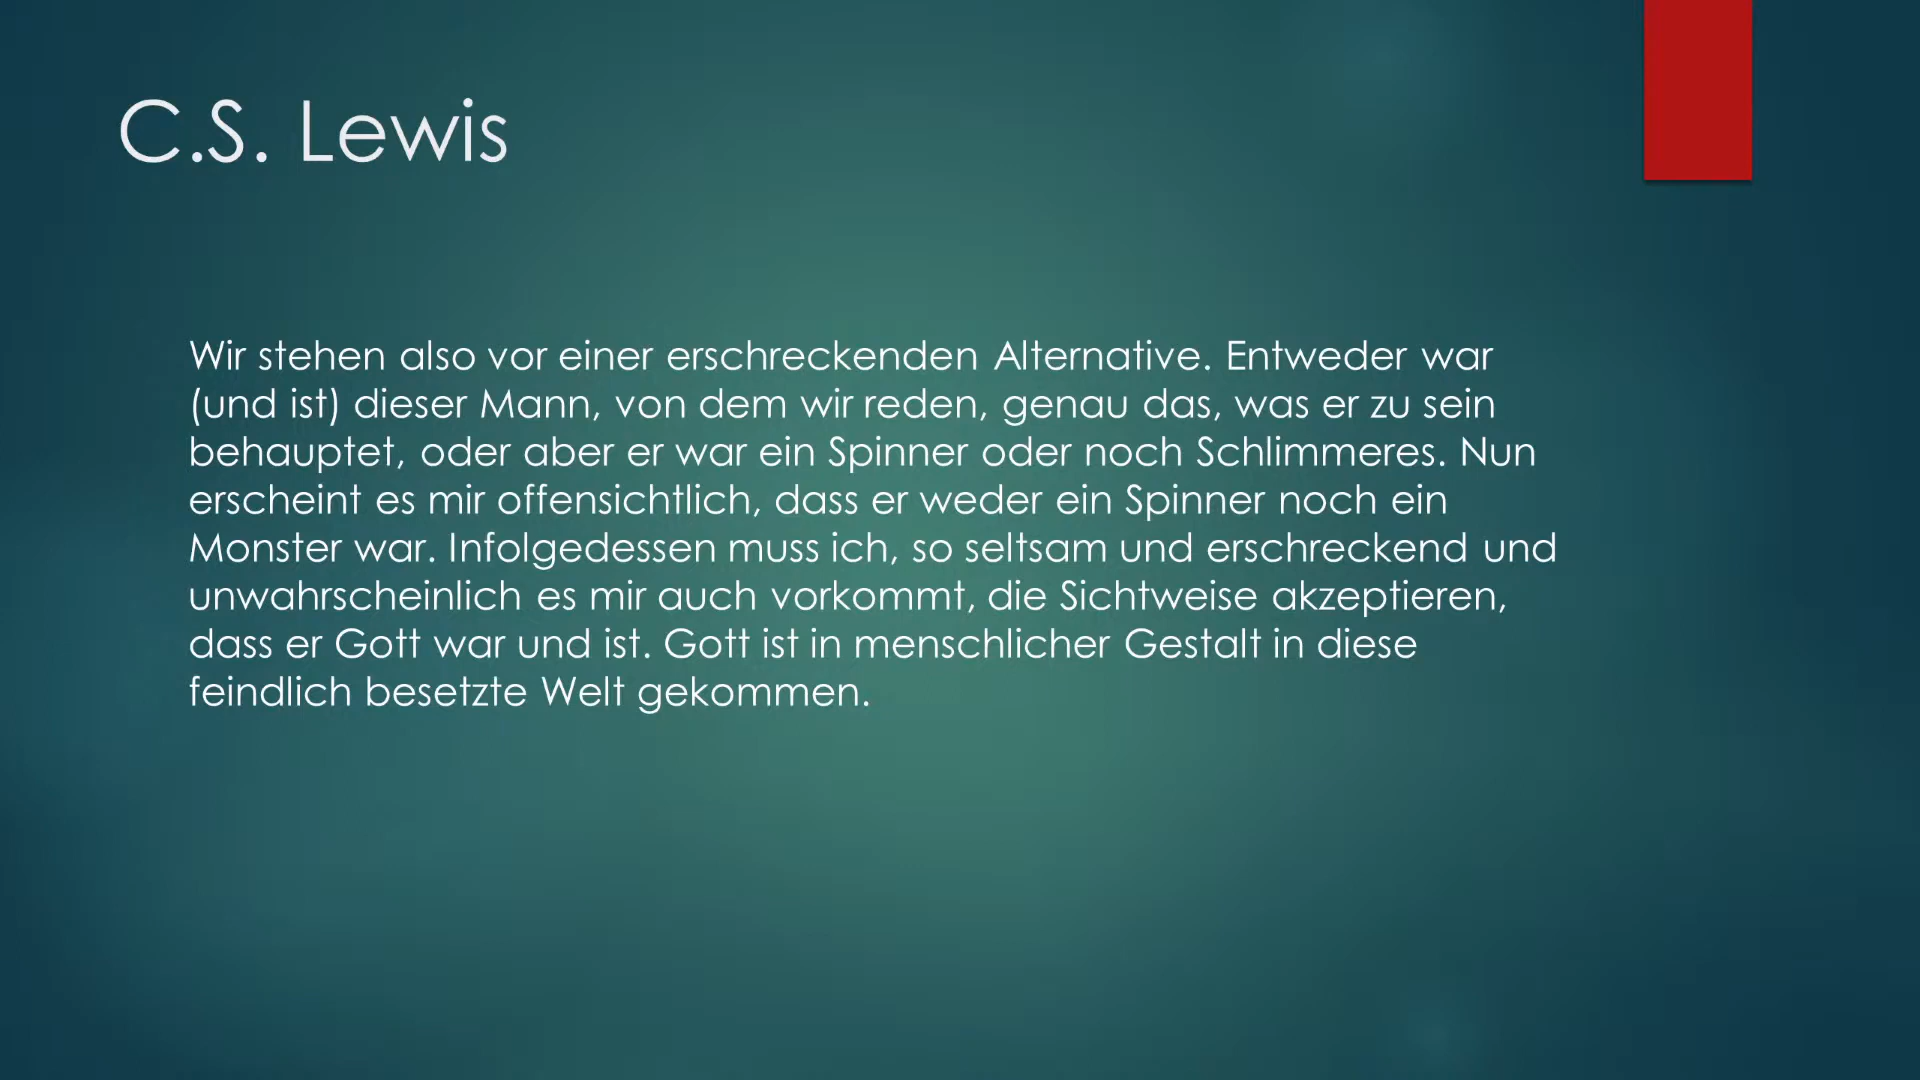 C.S. Lewis
Wir stehen also vor einer erschreckenden Alternative. Entweder war
(und ist) dieser Mann, von dem wir reden, genau das, was er zu sein
behauptet, oder aber er war ein Spinner oder noch Schlimmeres. Nun
erscheint es mir offensichtlich, dass er weder ein Spinner noch ein
Monster war. Infolgedessen muss ich, so seltsam und erschreckend und
unwahrscheinlich es mir auch vorkommt, die Sichtweise akzeptieren,
dass er Gott war und ist. Gott ist in menschlicher Gestalt in diese
feindlich besetzte Welt gekommen.